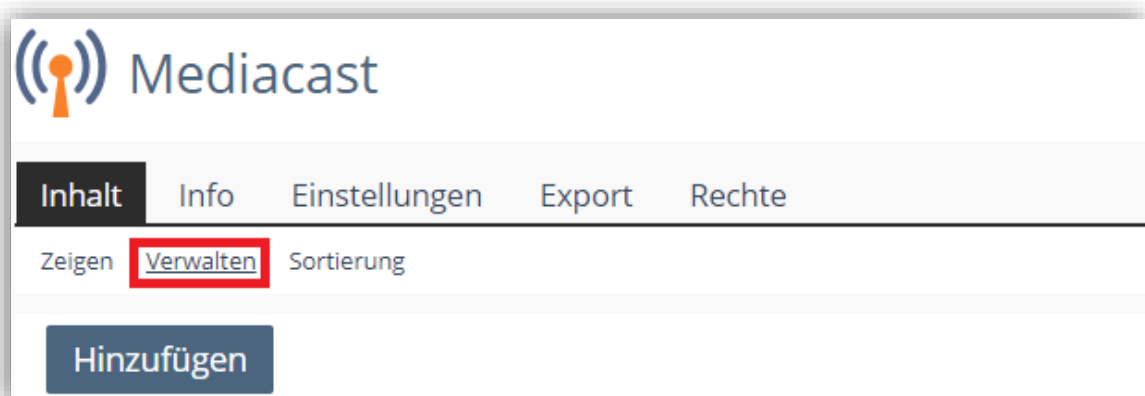 Mediacast
Inhalt Info Einstellungen Export Rechte
Zeigen Verwalten Sortierung
Hinzufügen